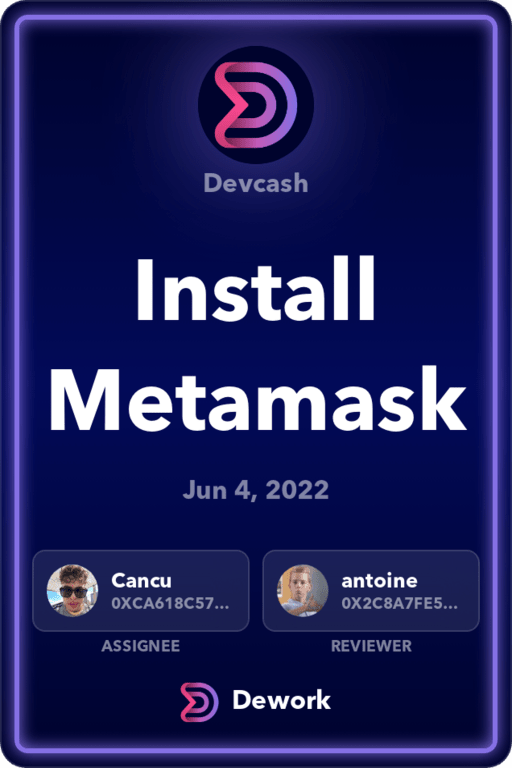 Devcash
Install
Metamask
Jun 4, 2022
Cancu
0XCA618C57...
ASSIGNEE
antoine
0X2C8A7FE5...
REVIEWER
Dework